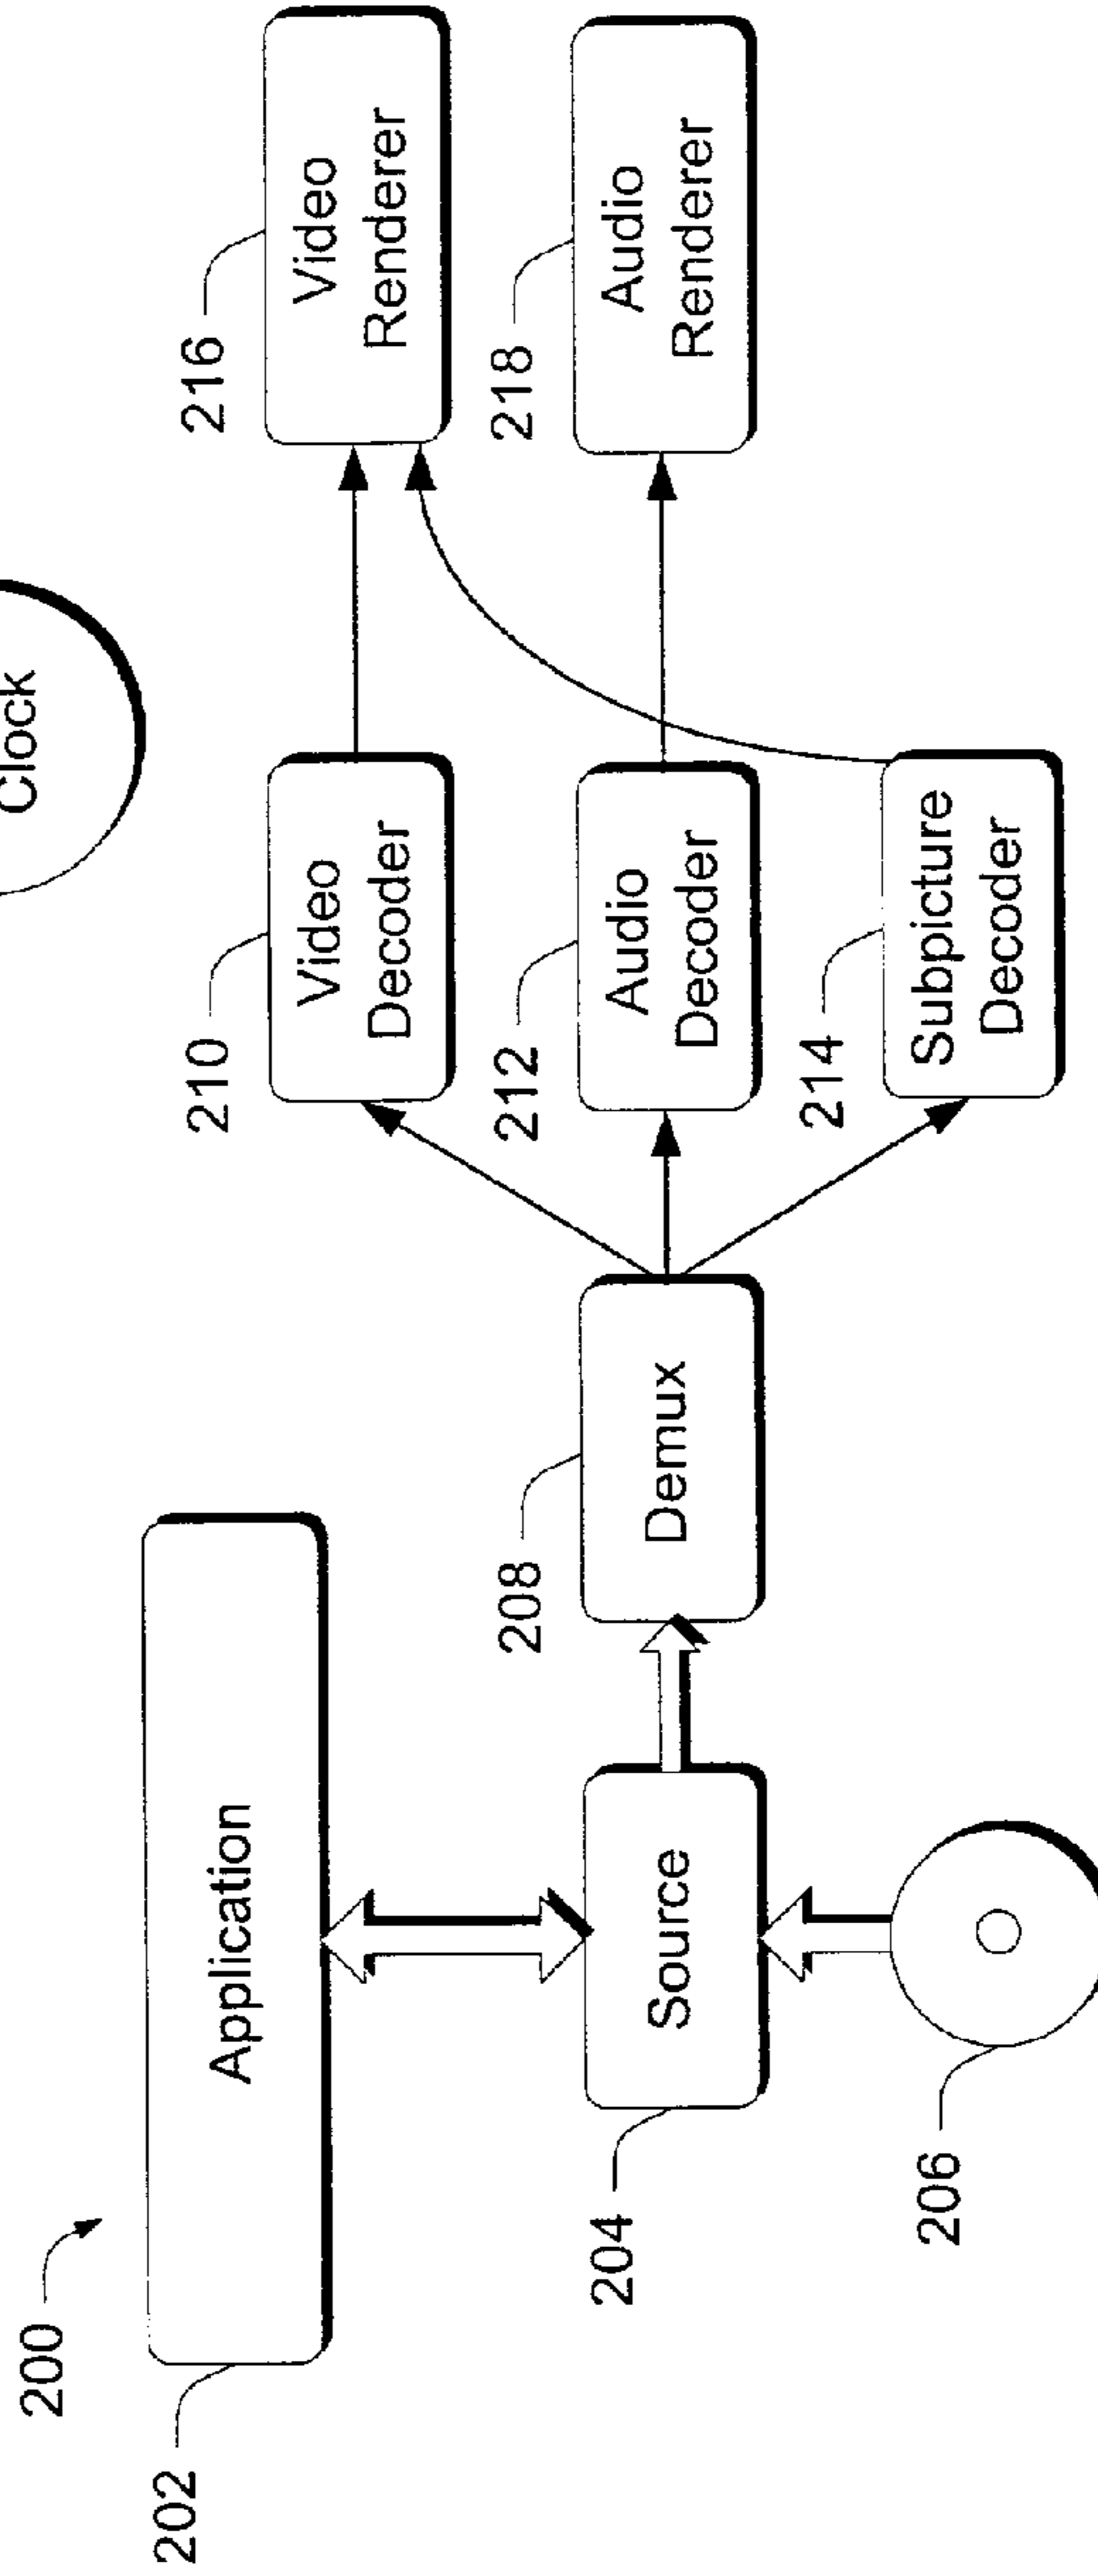 200
202
Application
Clock
204
Source
206
208
Demux
210
Video
Decoder
212
Audio
Decoder
214
Subpicture
Decoder
216
Video
Renderer
218
Audio
Renderer